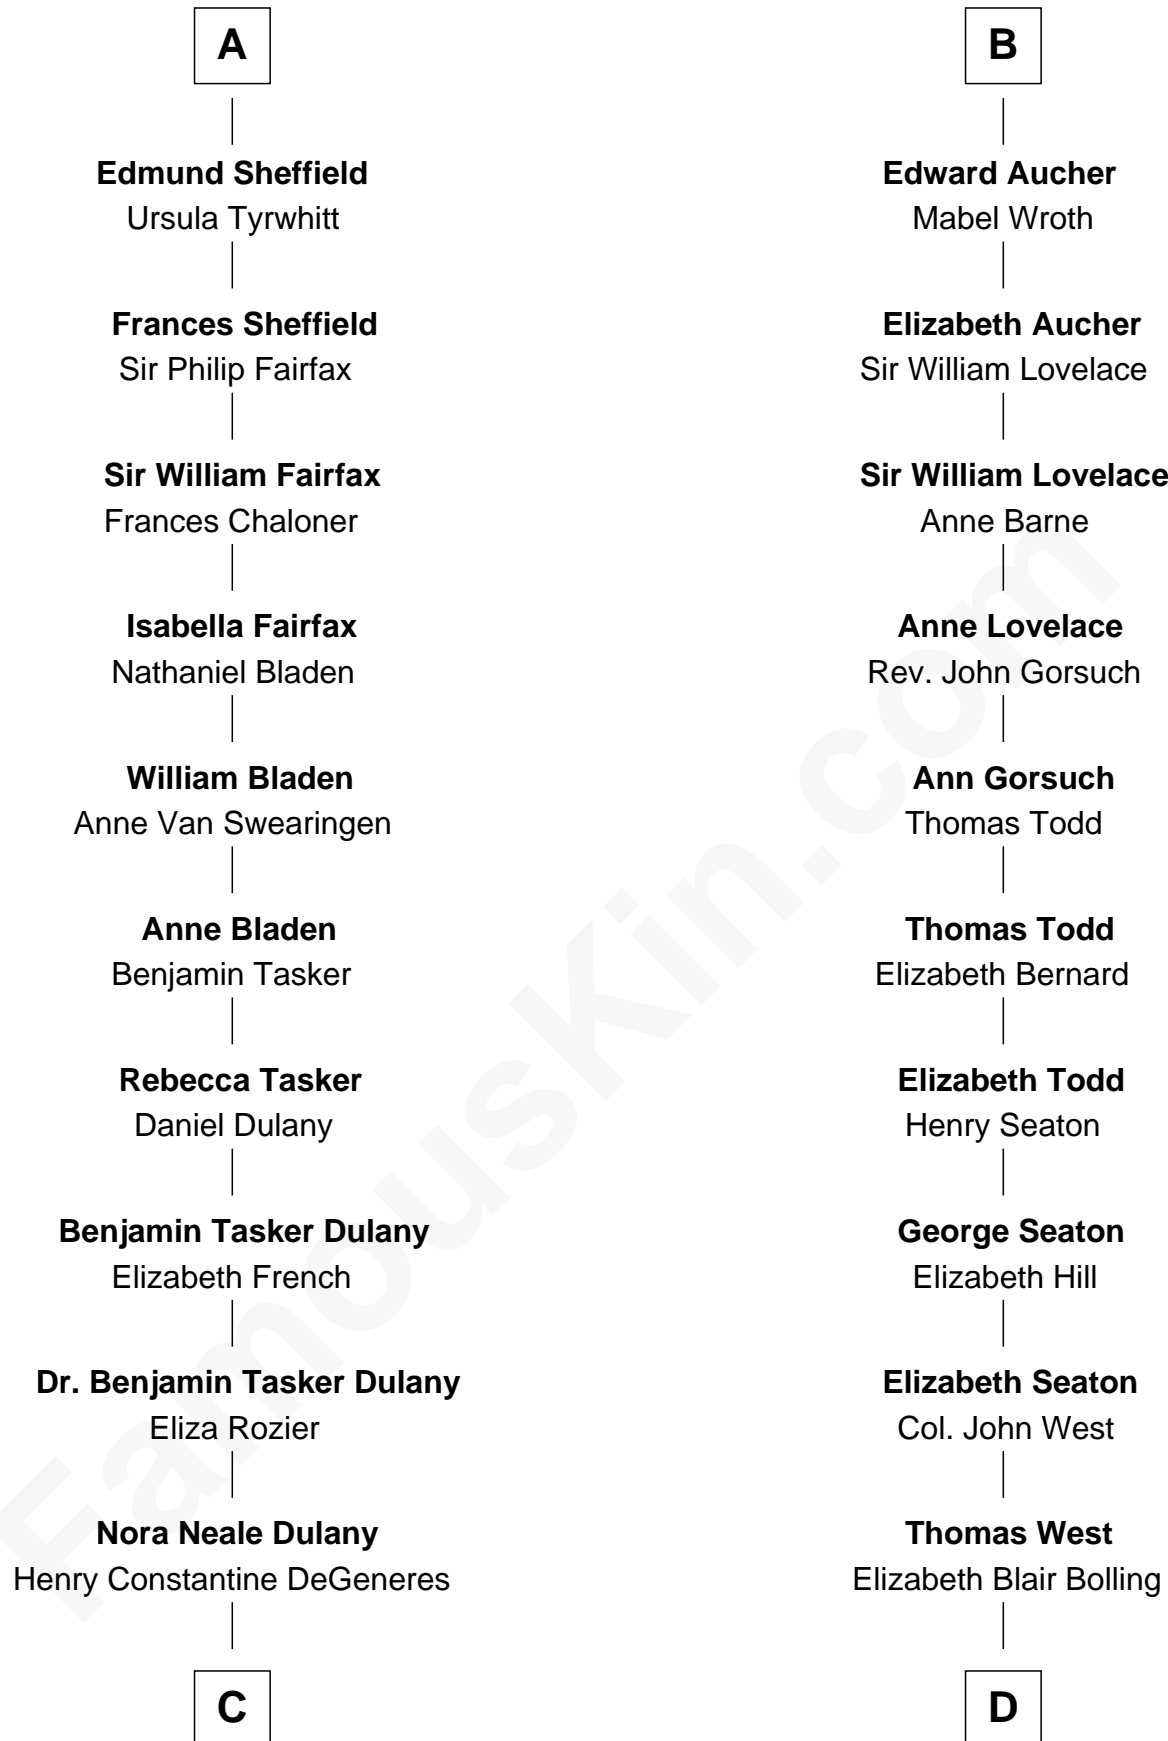 A
Edmund Sheffield
Ursula Tyrwhitt
Frances Sheffield
Sir Philip Fairfax
Sir William Fairfax
Frances Chaloner
Isabella Fairfax
Nathaniel Bladen
William Bladen
Anne Van Swearingen
Anne Bladen
Benjamin Tasker
Rebecca Tasker
Daniel Dulany
Benjamin Tasker Dulany
Elizabeth French
Dr. Benjamin Tasker Dulany
Eliza Rozier
Nora Neale Dulany
Henry Constantine DeGeneres
C
B
Edward Aucher
Mabel Wroth
Elizabeth Aucher
Sir William Lovelace
Sir William Lovelace
Anne Barne
Anne Lovelace
Rev. John Gorsuch
Ann Gorsuch
Thomas Todd
Thomas Todd
Elizabeth Bernard
Elizabeth Todd
Henry Seaton
George Seaton
Elizabeth Hill
Elizabeth Seaton
Col. John West
Thomas West
Elizabeth Blair Bolling
D
FamousKin.com